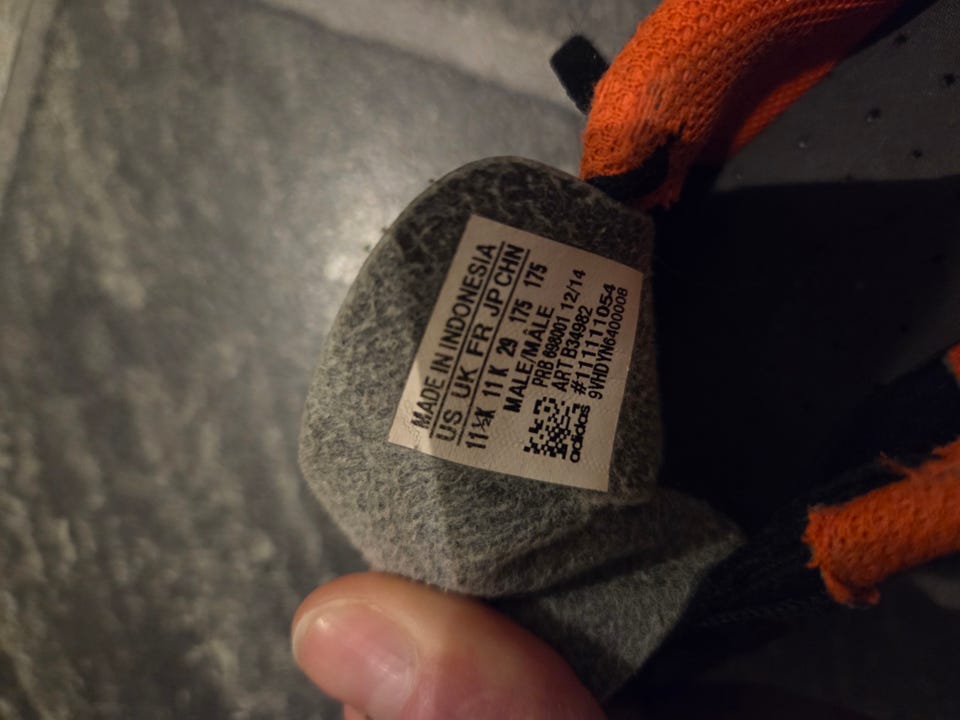 MADE IN INDONESIA
US UK FR JP CHN
11½K 11K 29 175 175
MALE/MÂLE
PRB 698001 12/14
ART B34982
#111111054
9VHDYN6400008
adidas